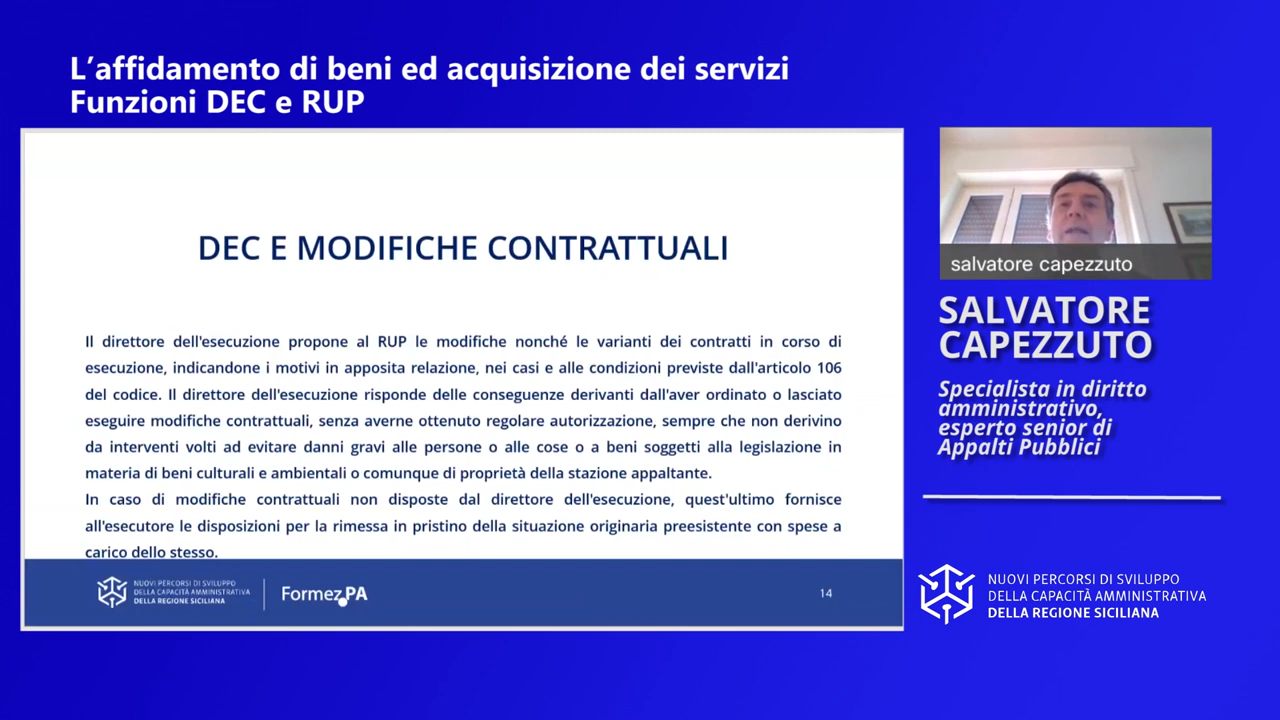 L'affidamento di beni ed acquisizione dei servizi
Funzioni DEC e RUP
DEC E MODIFICHE CONTRATTUALI
Il direttore dell'esecuzione propone al RUP le modifiche nonché le varianti dei contratti in corso di
esecuzione, indicandone i motivi in apposita relazione, nei casi e alle condizioni previste dall'articolo 106
del codice. Il direttore dell'esecuzione risponde delle conseguenze derivanti dall'aver ordinato o lasciato
eseguire modifiche contrattuali, senza averne ottenuto regolare autorizzazione, sempre che non derivino
da interventi volti ad evitare danni gravi alle persone o alle cose o a beni soggetti alla legislazione in
materia di beni culturali e ambientali o comunque di proprietà della stazione appaltante.
In caso di modifiche contrattuali non disposte dal direttore dell'esecuzione, quest'ultimo fornisce
all'esecutore le disposizioni per la rimessa in pristino della situazione originaria preesistente con spese a
carico dello stesso.
NUOVI PERCORSI DI SVILUPPO
DELLA CAPACITÀ AMMINISTRATIVA
DELLA REGIONE SICILIANA
Formez PA
14
salvatore capezzuto
SALVATORE
CAPEZZUTO
Specialista in diritto
amministrativo,
esperto senior di
Appalti Pubblici
NUOVI PERCORSI DI SVILUPPO
DELLA CAPACITÀ AMMINISTRATIVA
DELLA REGIONE SICILIANA